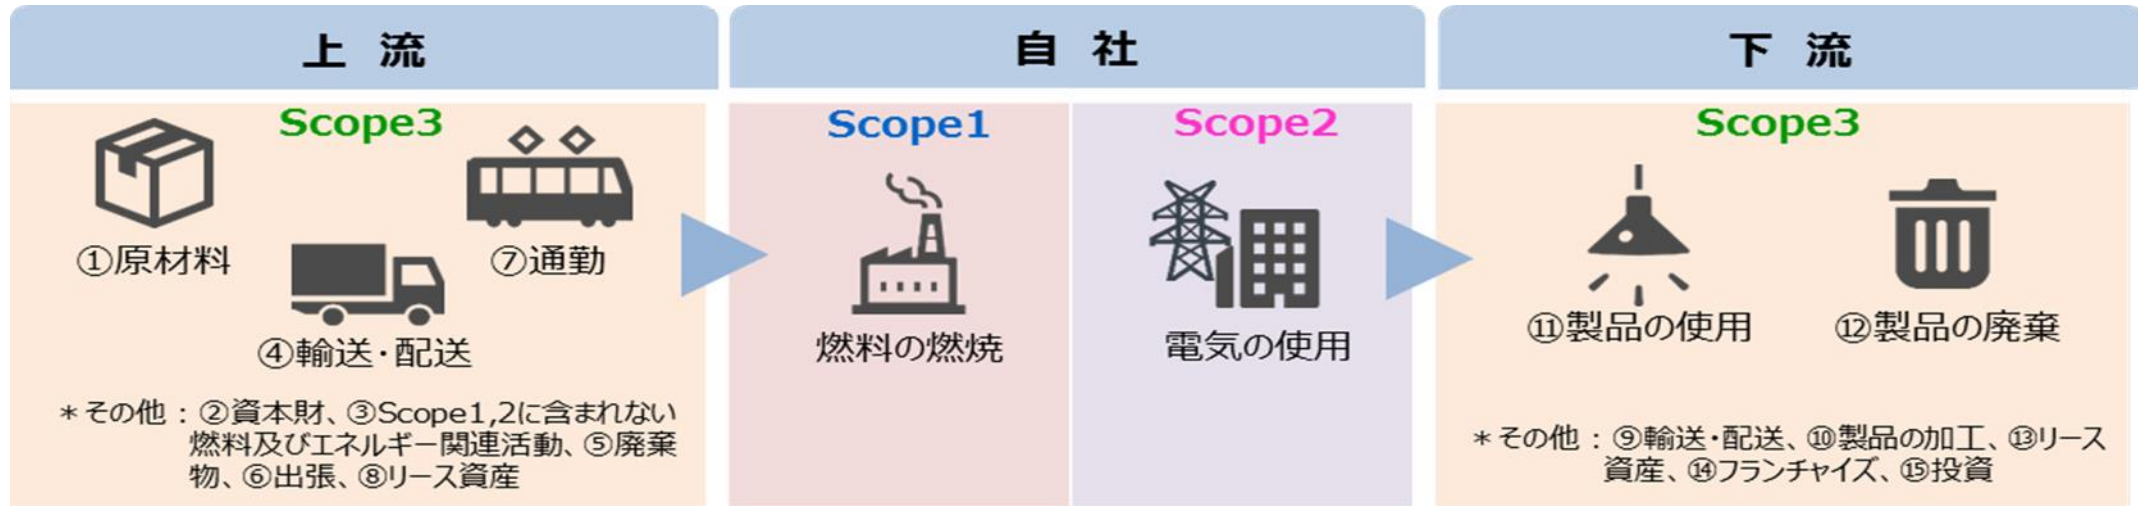 上 流
Scope3
①原材料
⑦通勤
④輸送・配送
＊その他：②資本財、③Scope1,2に含まれない
燃料及びエネルギー関連活動、⑤廃棄
物、⑥出張、⑧リース資産
自 社
Scope1
燃料の燃焼
Scope2
電気の使用
下 流
Scope3
⑪製品の使用
⑫製品の廃棄
＊その他：⑨輸送・配送、⑩製品の加工、⑬リース
資産、⑭フランチャイズ、⑮投資